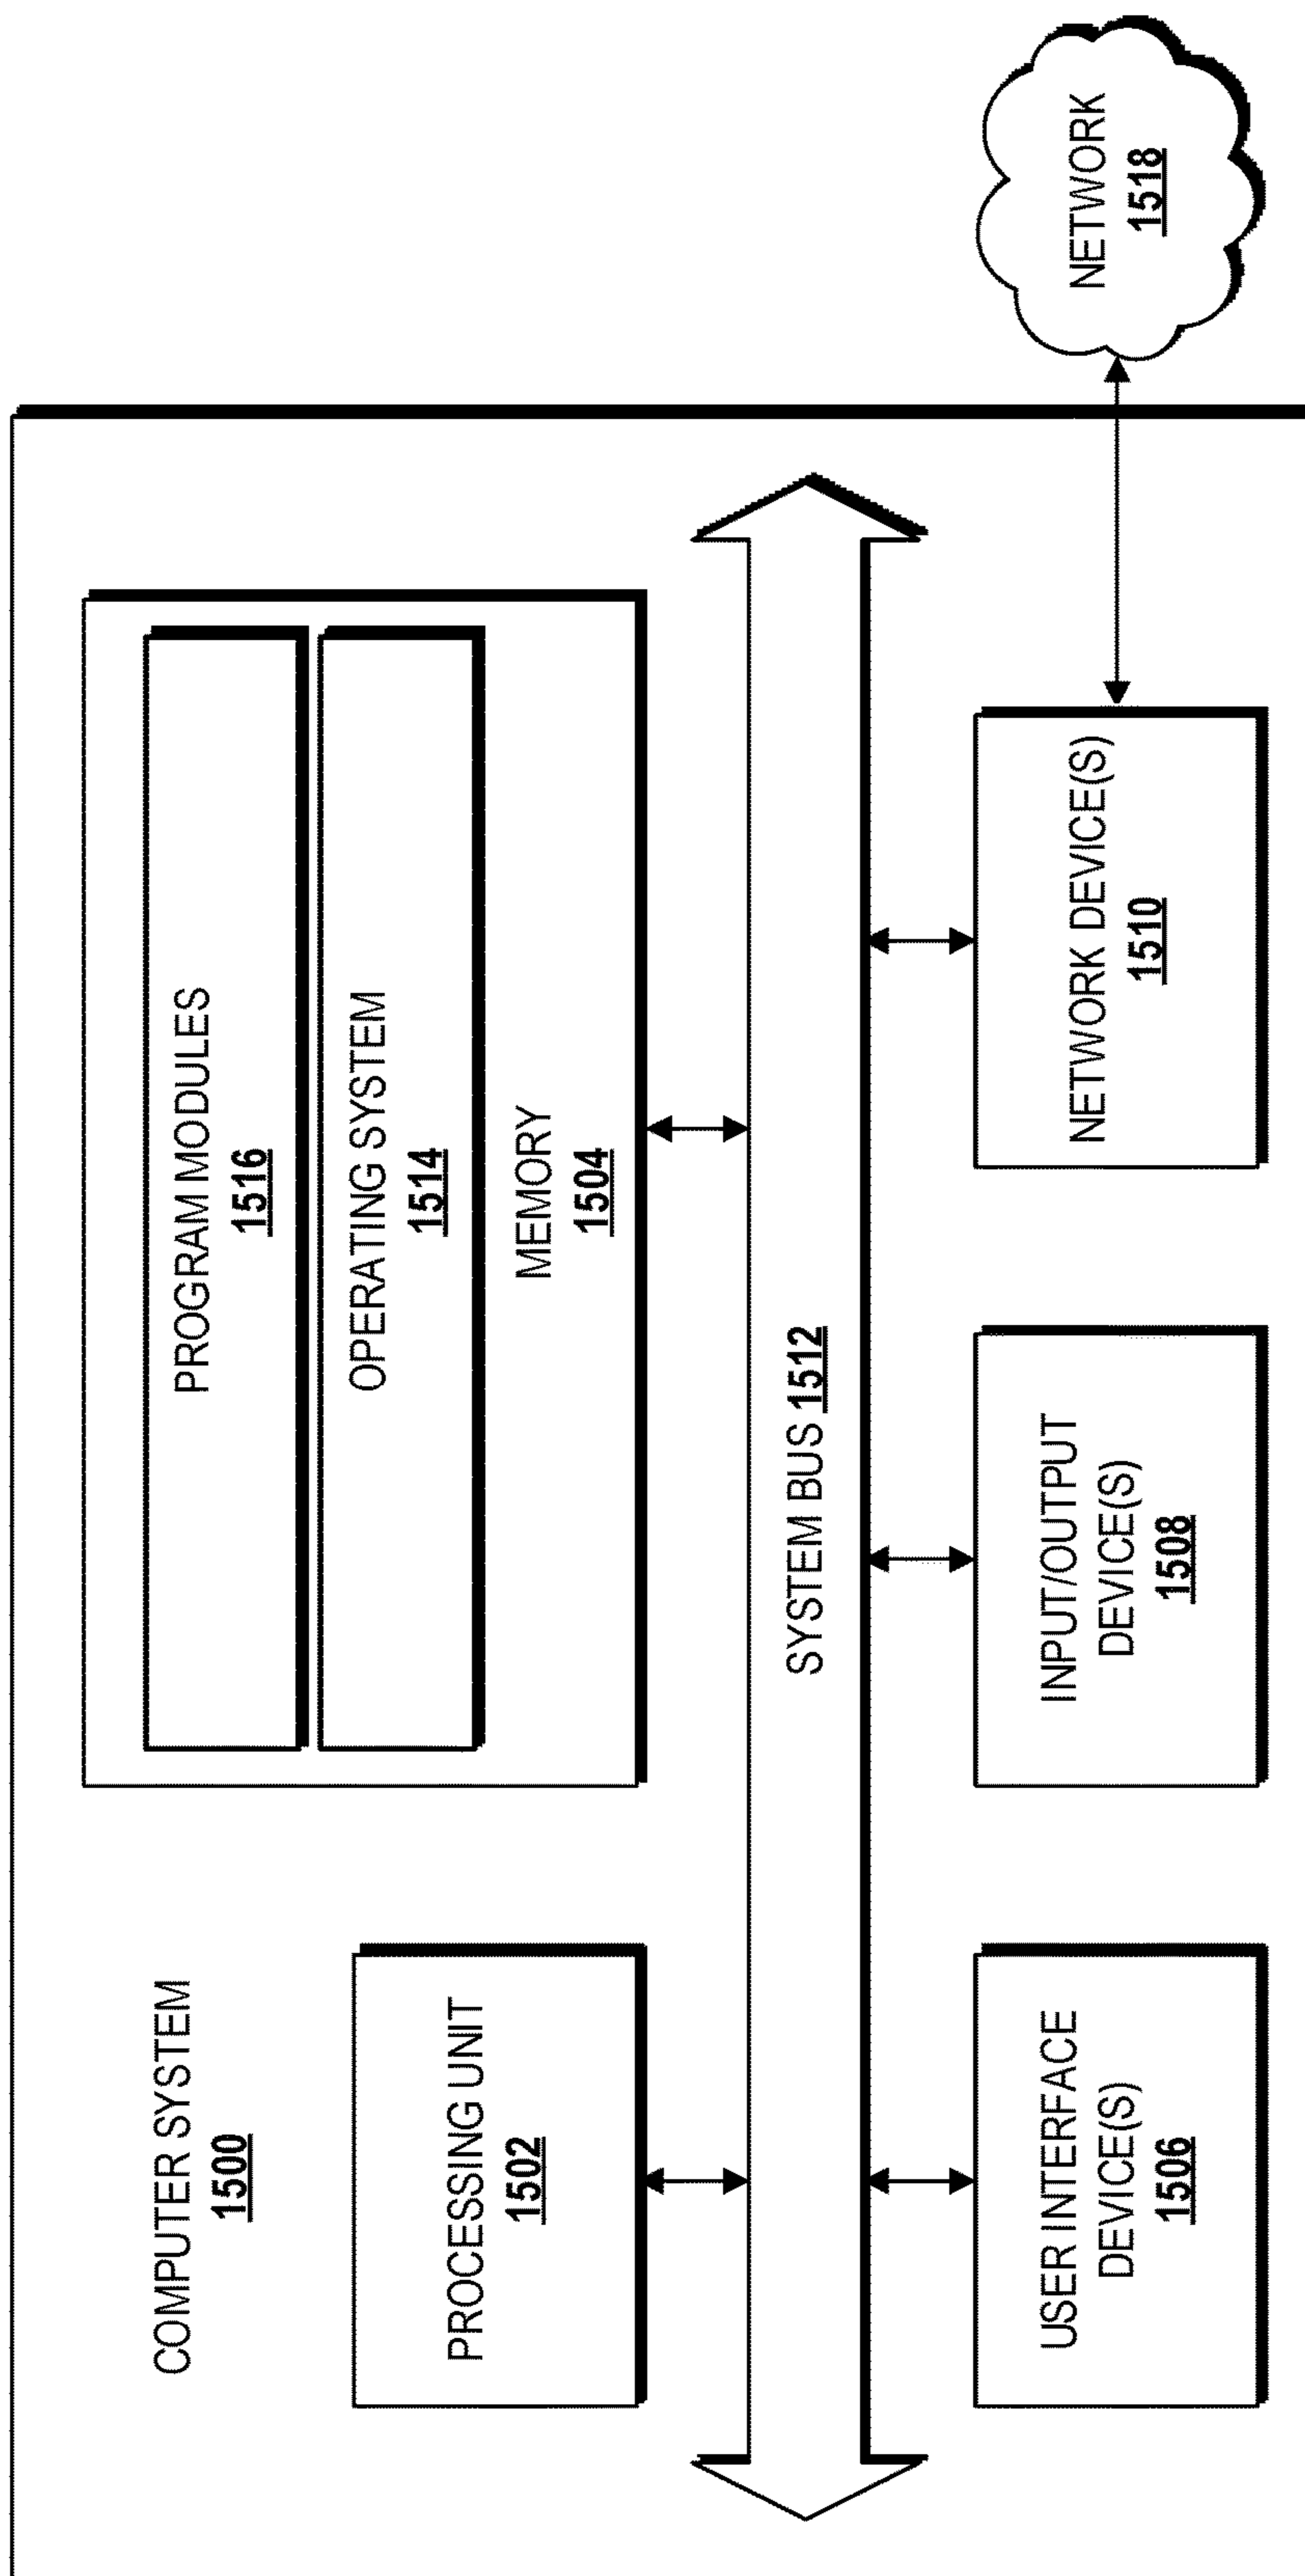 COMPUTER SYSTEM
1500
PROCESSING UNIT
1502
PROGRAM MODULES
1516
OPERATING SYSTEM
1514
MEMORY
1504
SYSTEM BUS 1512
USER INTERFACE
DEVICE(S)
1506
INPUT/OUTPUT
DEVICE(S)
1508
NETWORK DEVICE(S)
1510
NETWORK
1518